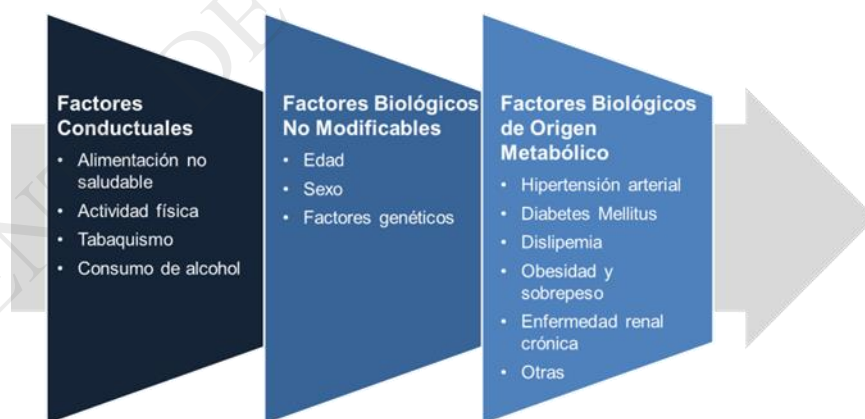 Factores
Conductuales
• Alimentación no
saludable
• Actividad física
• Tabaquismo
• Consumo de alcohol
Factores Biológicos
No Modificables
• Edad
• Sexo
• Factores genéticos
Factores Biológicos
de Origen
Metabólico
• Hipertensión arterial
• Diabetes Mellitus
• Dislipemia
• Obesidad y
sobrepeso
• Enfermedad renal
crónica
• Otras